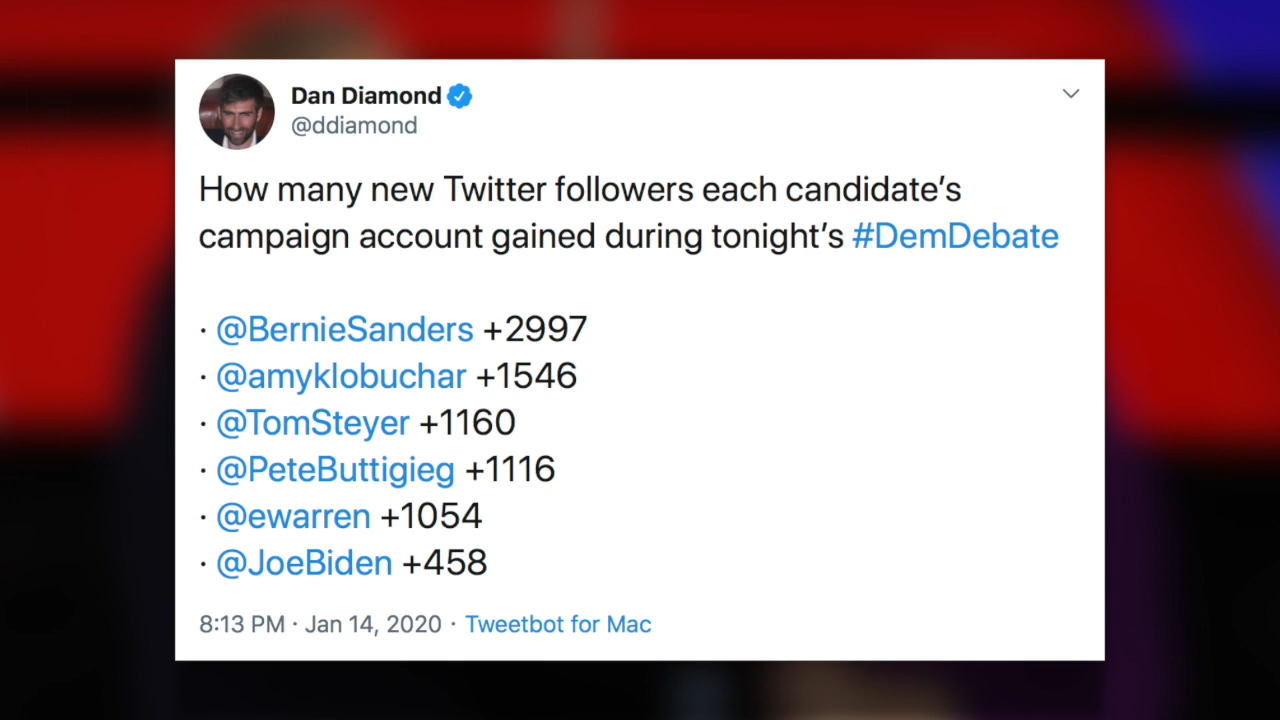 Dan Diamond
@ddiamond
How many new Twitter followers each candidate’s
campaign account gained during tonight’s #DemDebate
· @BernieSanders +2997
· @amyklobuchar +1546
· @TomSteyer +1160
· @PeteButtigieg +1116
· @ewarren +1054
· @JoeBiden +458
8:13 PM · Jan 14, 2020 · Tweetbot for Mac